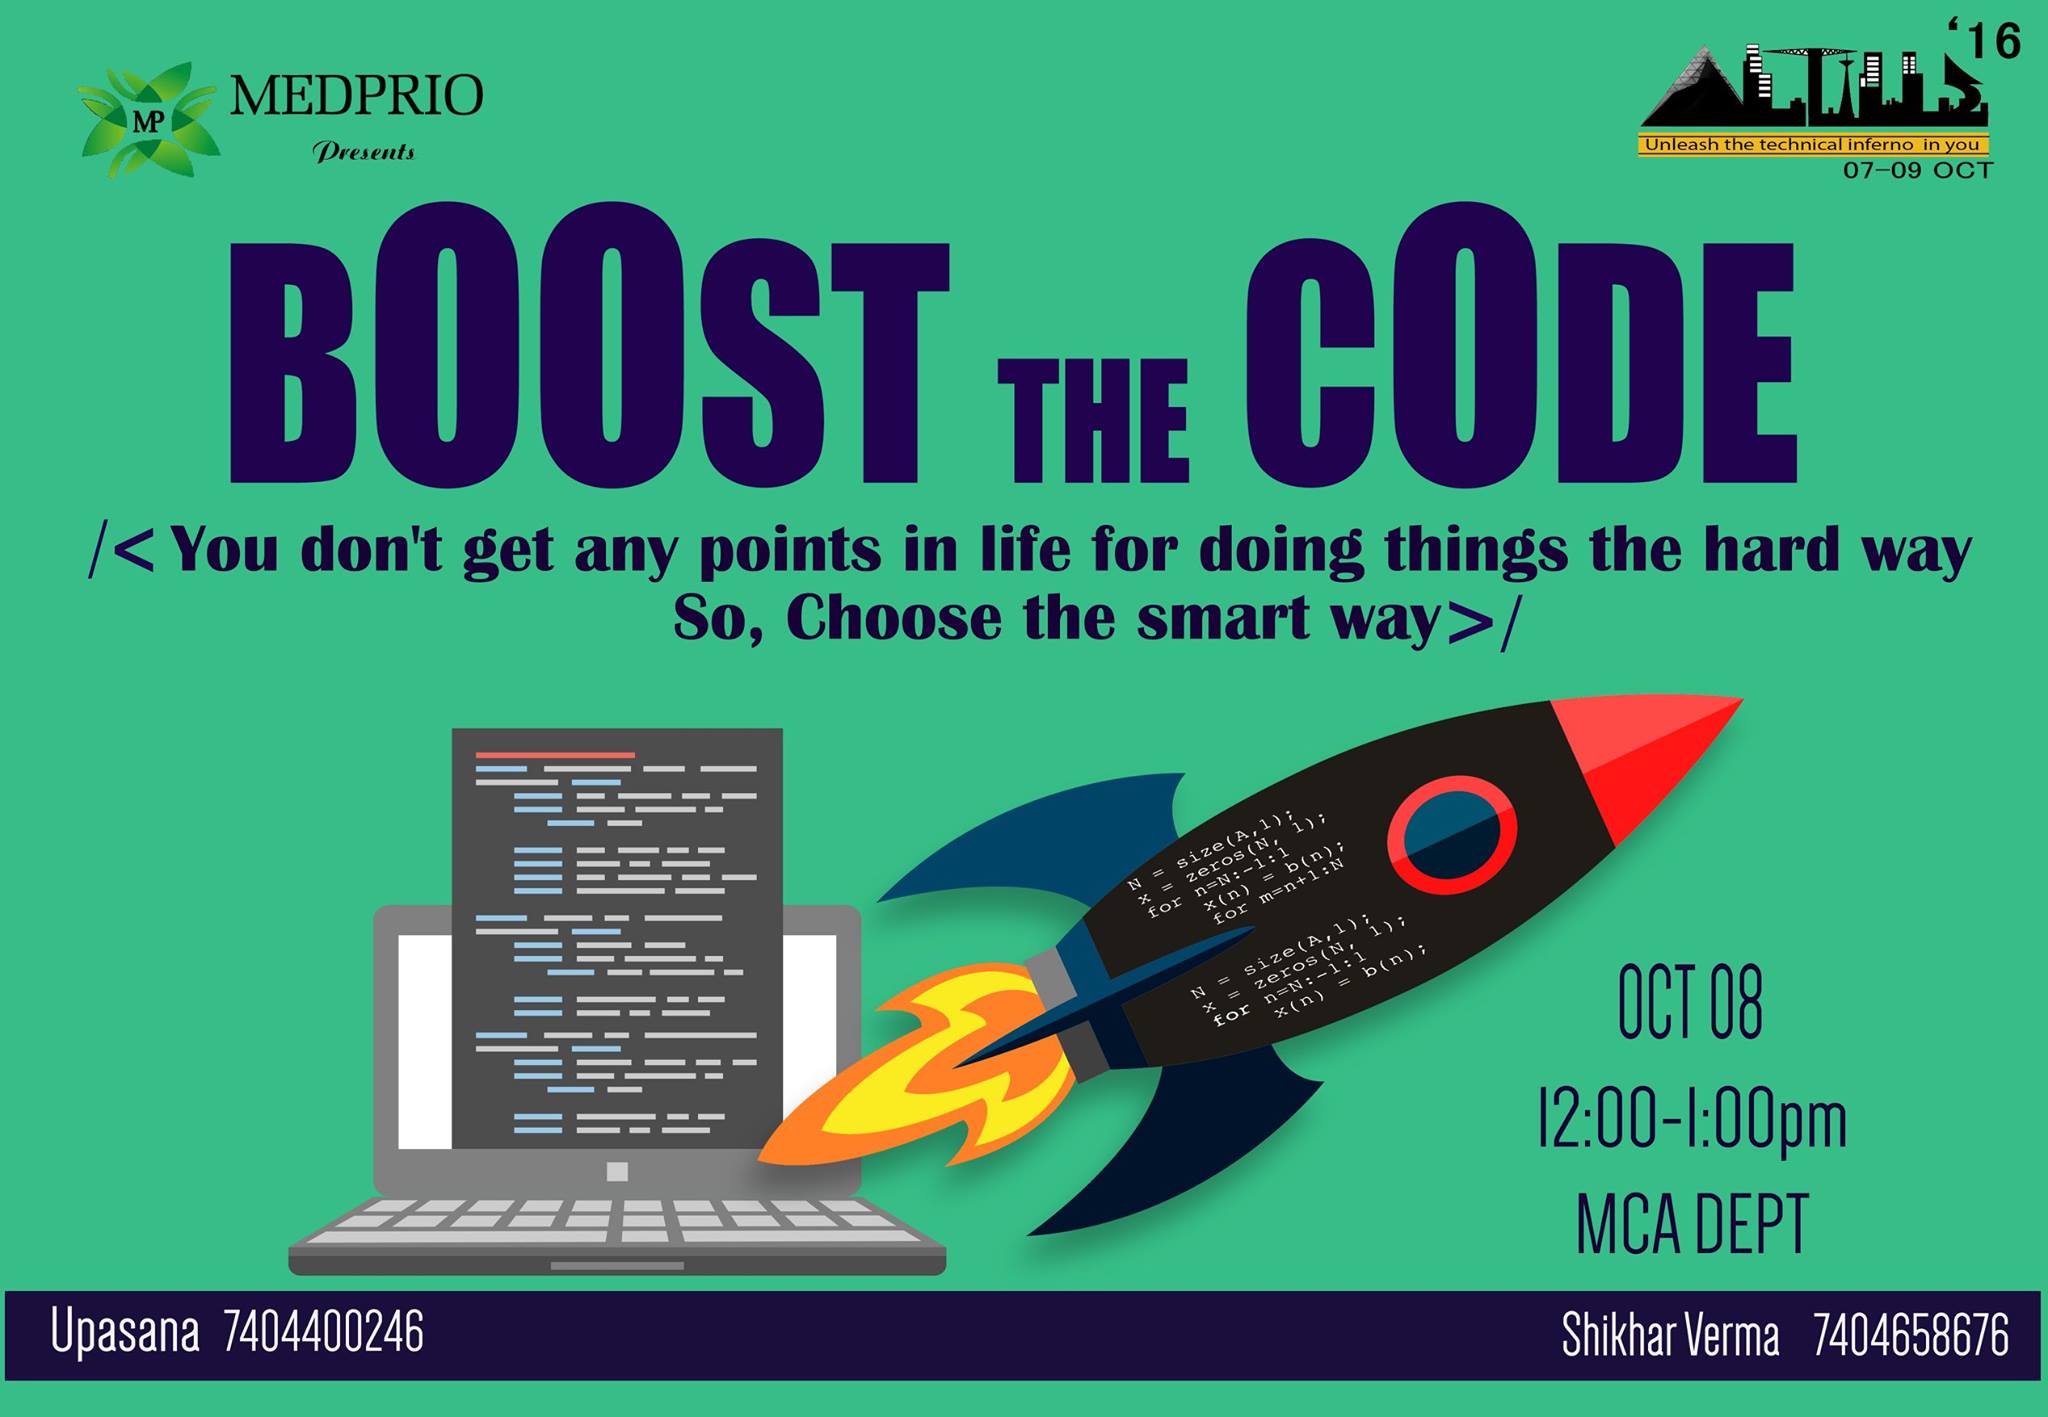 MP
MEDPRIO
Presents
ALTIUS '16
Unleash the technical inferno in you
07-09 OCT
BOOST THE CODE
/< You don't get any points in life for doing things the hard way
So, Choose the smart way>/
N = size(A,1);
x = zeros(N, 1);
for n=N:-1:1
x(n) = b(n);
for m=n+1:N
N = size(A,1);
x = zeros(N, 1);
for n=N:-1:1
x(n) = b(n);
OCT 08
12:00-1:00pm
MCA DEPT
Upasana 7404400246
Shikhar Verma 7404658676